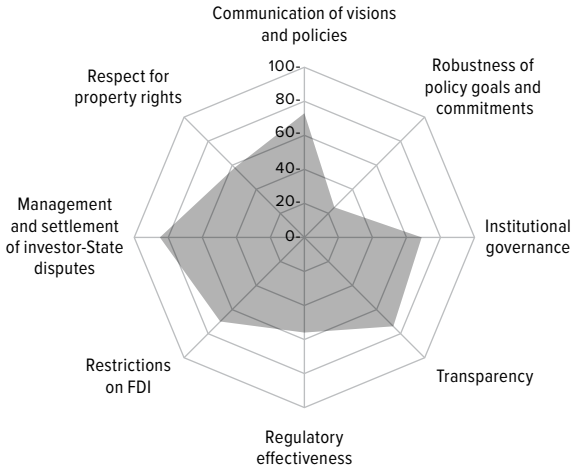 Communication of visions
and policies
Robustness of
policy goals and
commitments
Institutional
governance
Transparency
Regulatory
effectiveness
Restrictions
on FDI
Management
and settlement
of investor-State
disputes
Respect for
property rights
100-
80-
60-
40-
20-
0-